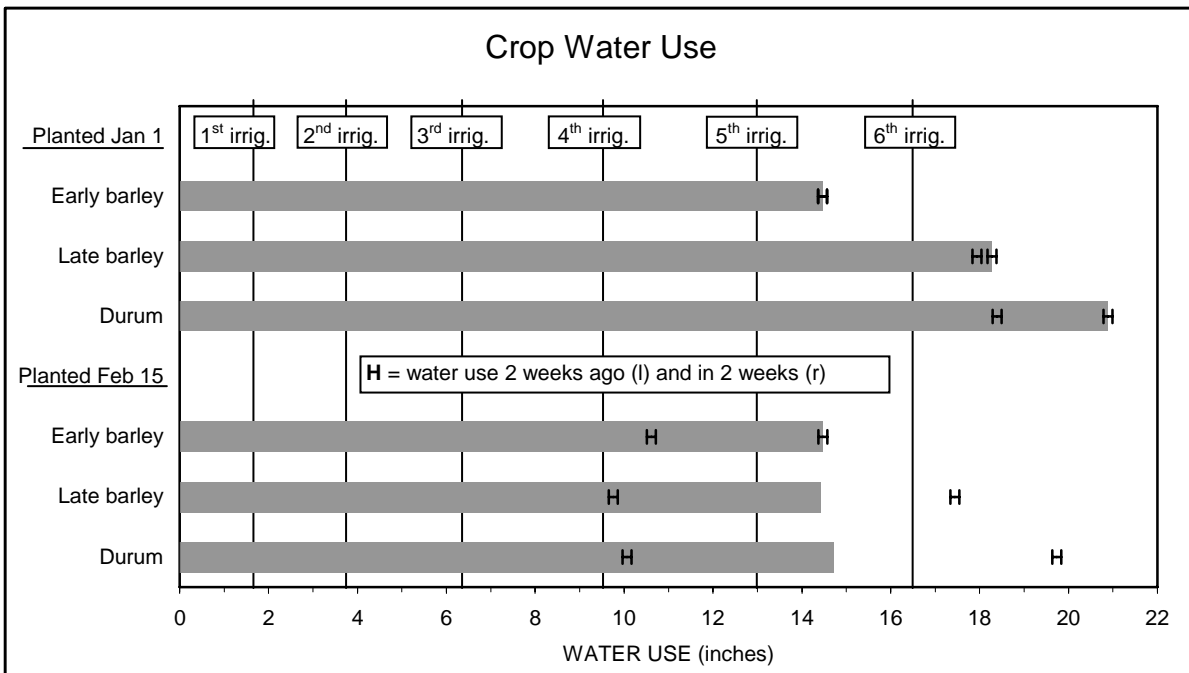 Crop Water Use
Planted Jan 1
1st irrig.
2nd irrig.
3rd irrig.
4th irrig.
5th irrig.
6th irrig.
Early barley
Late barley
Durum
Planted Feb 15
H = water use 2 weeks ago (l) and in 2 weeks (r)
Early barley
Late barley
Durum
0 2 4 6 8 10 12 14 16 18 20 22
WATER USE (inches)